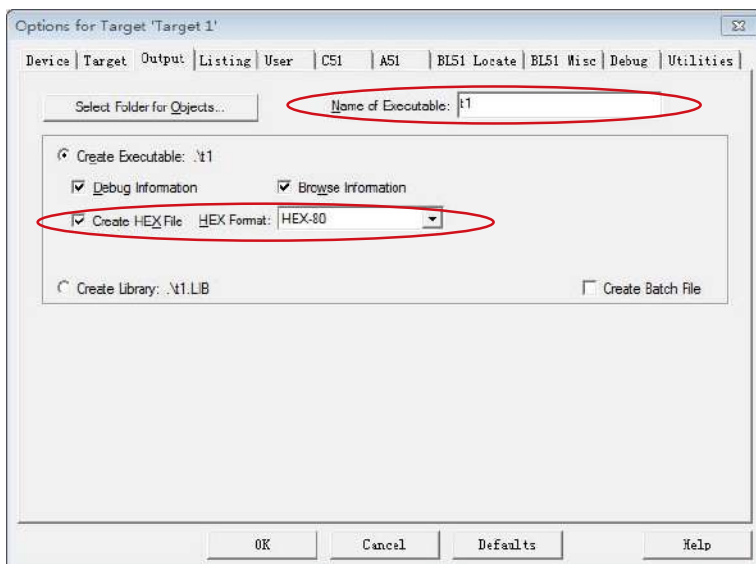 Options for Target 'Target 1'
Device Target Output Listing User C51 A51 BL51 Locate BL51 Misc Debug Utilities
Select Folder for Objects... Name of Executable: t1
Create Executable: .\t1
Debug Information Browse Information
Create HEX File HEX Format: HEX-80
Create Library: .\t1.LIB Create Batch File
OK Cancel Defaults Help